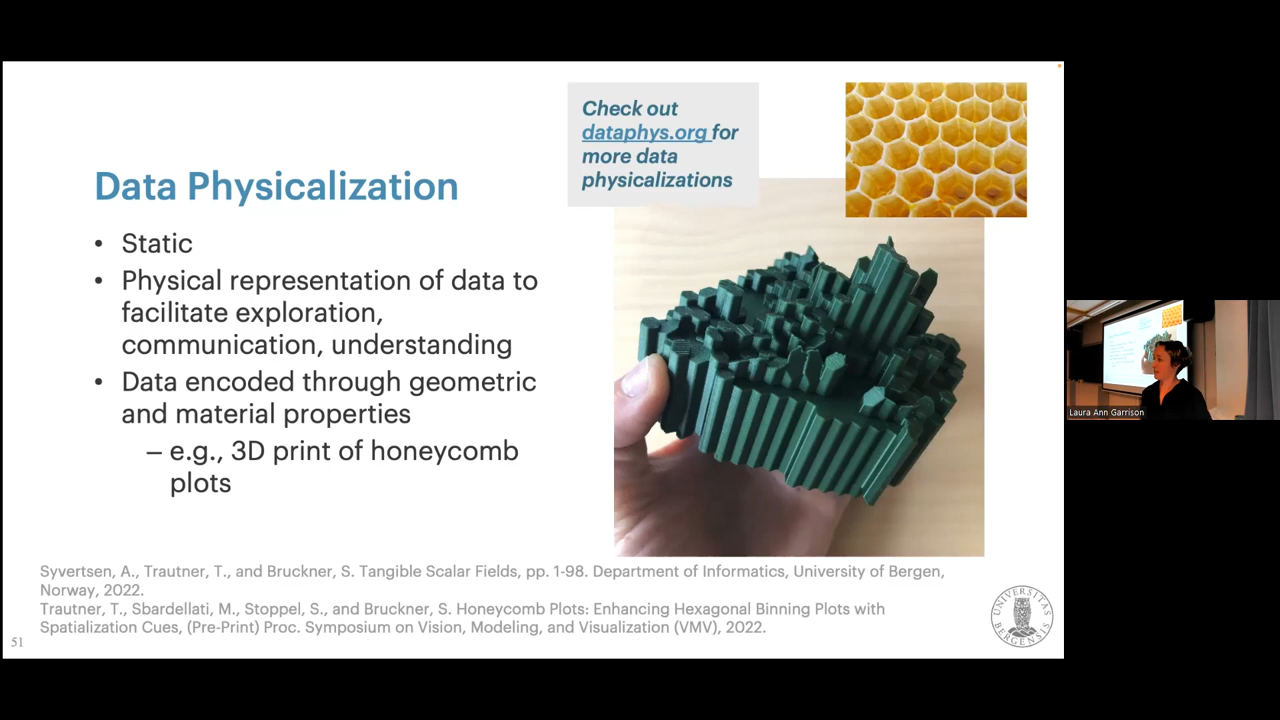 Check out
dataphys.org for
more data
physicalizations
Data Physicalization
• Static
• Physical representation of data to
facilitate exploration,
communication, understanding
• Data encoded through geometric
and material properties
– e.g., 3D print of honeycomb
plots
Syvertsen, A., Trautner, T., and Bruckner, S. Tangible Scalar Fields, pp. 1-98. Department of Informatics, University of Bergen,
Norway, 2022.
Trautner, T., Sbardellati, M., Stoppel, S., and Bruckner, S. Honeycomb Plots: Enhancing Hexagonal Binning Plots with
Spatialization Cues, (Pre-Print) Proc. Symposium on Vision, Modeling, and Visualization (VMV), 2022.
51
UNIVERSITAS
BERGENSIS
Laura Ann Garrison